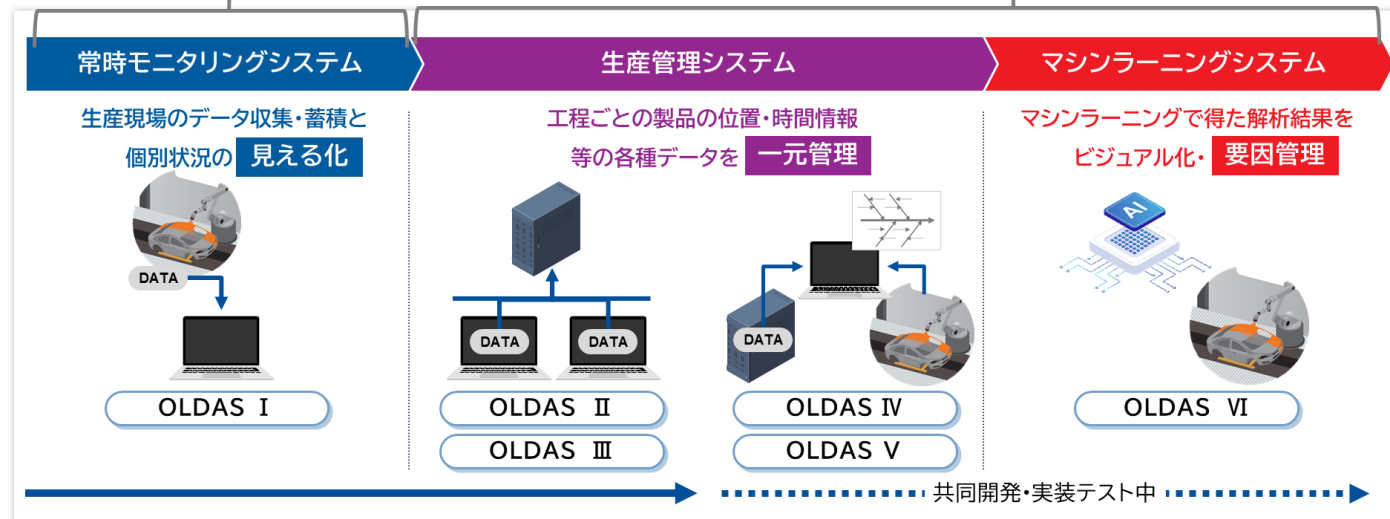 常時モニタリングシステム
生産管理システム
マシンラーニングシステム
生産現場のデータ収集・蓄積と
個別状況の 見える化
工程ごとの製品の位置・時間情報
等の各種データを 一元管理
マシンラーニングで得た解析結果を
ビジュアル化・ 要因管理
DATA
DATA
DATA
DATA
AI
OLDAS Ⅰ
OLDAS Ⅱ
OLDAS Ⅲ
OLDAS Ⅳ
OLDAS Ⅴ
OLDAS Ⅵ
共同開発・実装テスト中